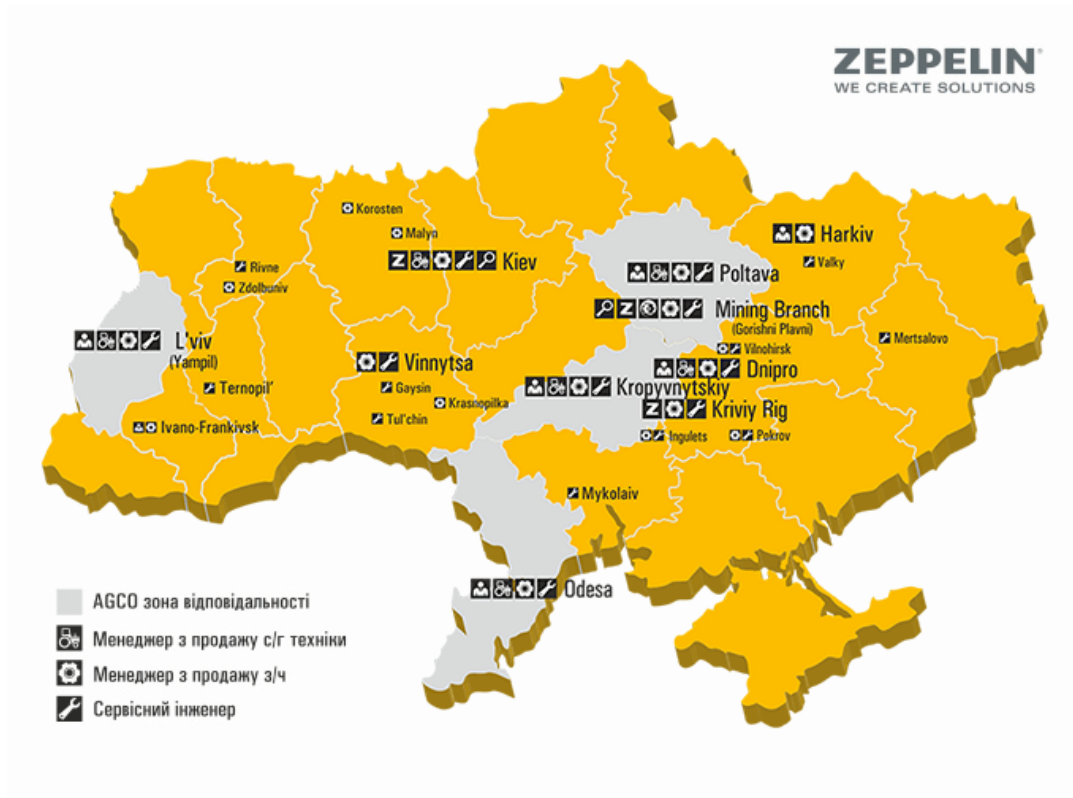 ZEPPELIN®
WE CREATE SOLUTIONS
Korosten
Malyn
Kiev
Harkiv
Valky
Poltava
Rivne
Zdolbuniv
Mining Branch
(Gorishni Plavni)
L'viv
(Yampil)
Mertsalovo
Vilnohirsk
Vinnytsa
Dnipro
Ternopil'
Gaysin
Kropyvnytskiy
Krasnopilka
Kriviy Rig
Tul'chin
Ivano-Frankivsk
Ingulets
Pokrov
Mykolaiv
Odesa
AGCO зона відповідальності
Менеджер з продажу с/г техніки
Менеджер з продажу з/ч
Сервісний інженер